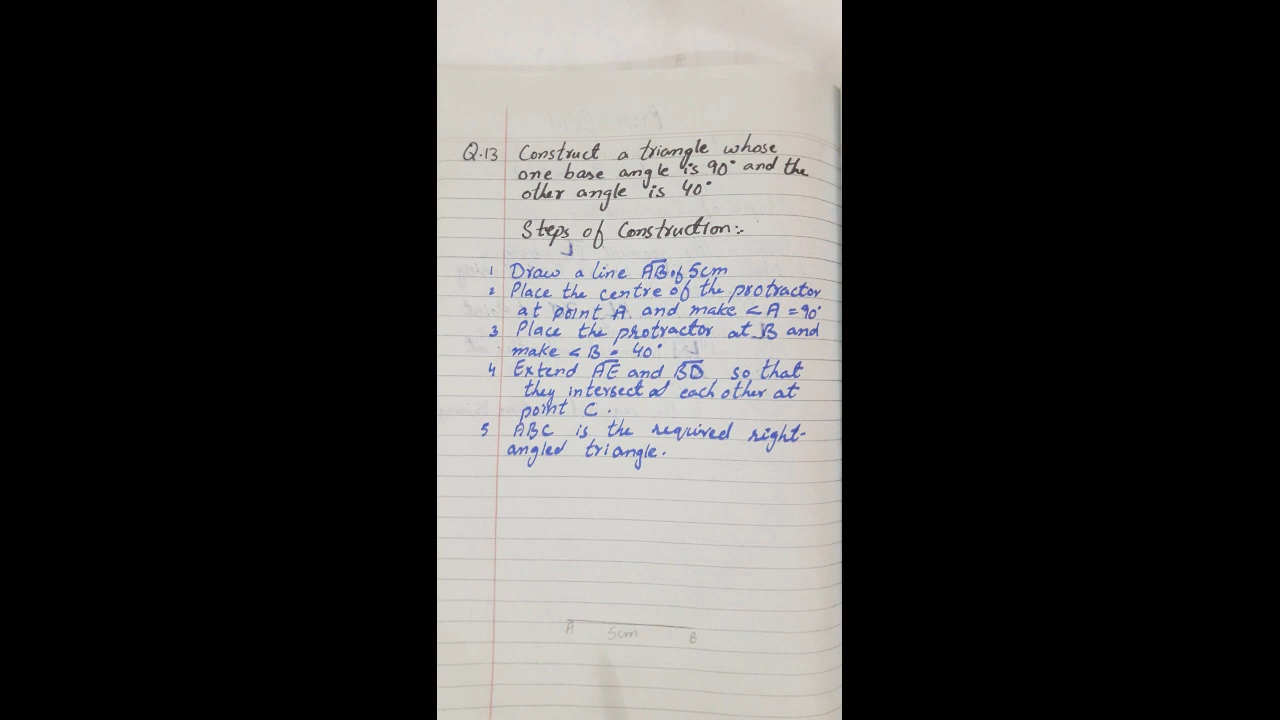 Q.13 Construct a triangle whose
one base angle is 90° and the
other angle is 40°
Steps of Construction:-
1 Draw a line AB of 5cm
2 Place the centre of the protractor
at point A and make <A = 90°
3 Place the protractor at B and
make <B = 40°
4 Extend AE and BD so that
they intersect each other at
point C.
5 ABC is the required right-
angled triangle.
A 5cm B